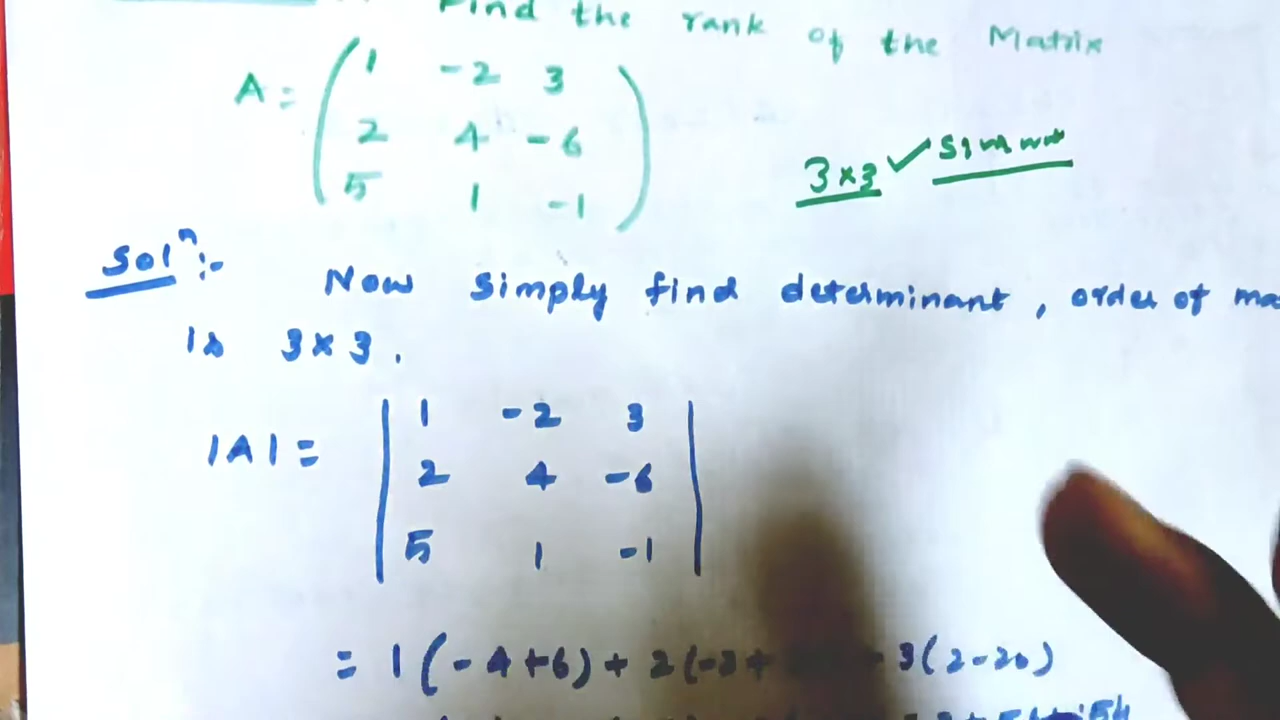 Find the rank of the Matrix
A = ( 1 -2 3
2 4 -6
5 1 -1 )
3×3 ✓
Solⁿ:-
Now simply find determinant, order of ma
is 3×3.
|A| = | 1 -2 3 |
| 2 4 -6 |
| 5 1 -1 |
= 1(-4+6) + 2(-2+ 3(2-20)